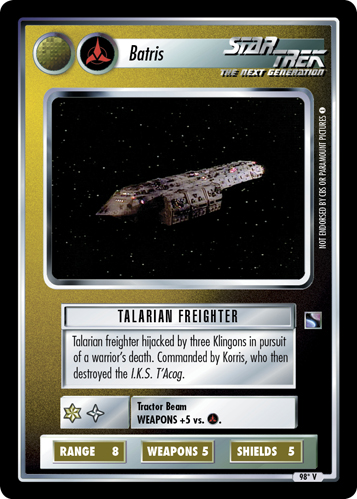 Batris
STAR TREK
THE NEXT GENERATION
NOT ENDORSED BY CBS OR PARAMOUNT PICTURES
TALARIAN FREIGHTER
Talarian freighter hijacked by three Klingons in pursuit
of a warrior's death. Commanded by Korris, who then
destroyed the I.K.S. T'Acog.
Tractor Beam
WEAPONS +5 vs. .
RANGE 8 WEAPONS 5 SHIELDS 5
98* V